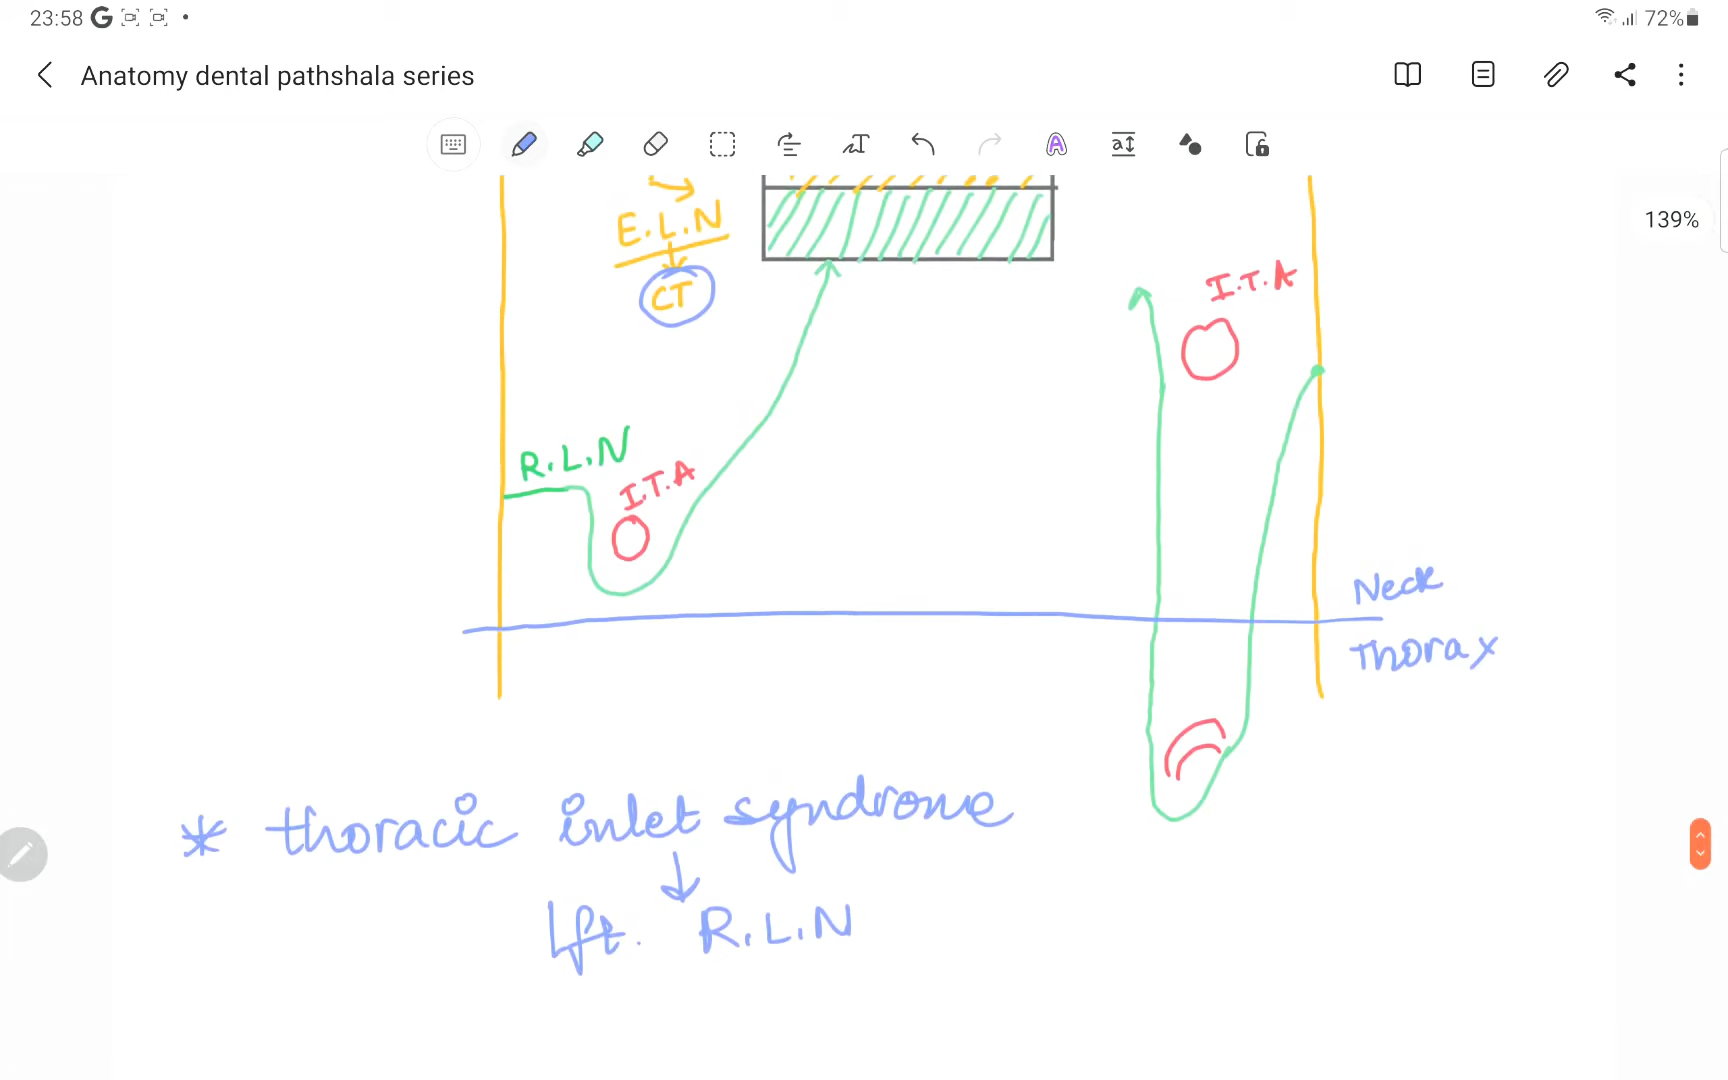 23:58 G 72%
Anatomy dental pathshala series
139%
E.L.N
CT
I.T.A
R.L.N
I.T.A
Neck
Thorax
* thoracic inlet syndrome
lft. R.L.N